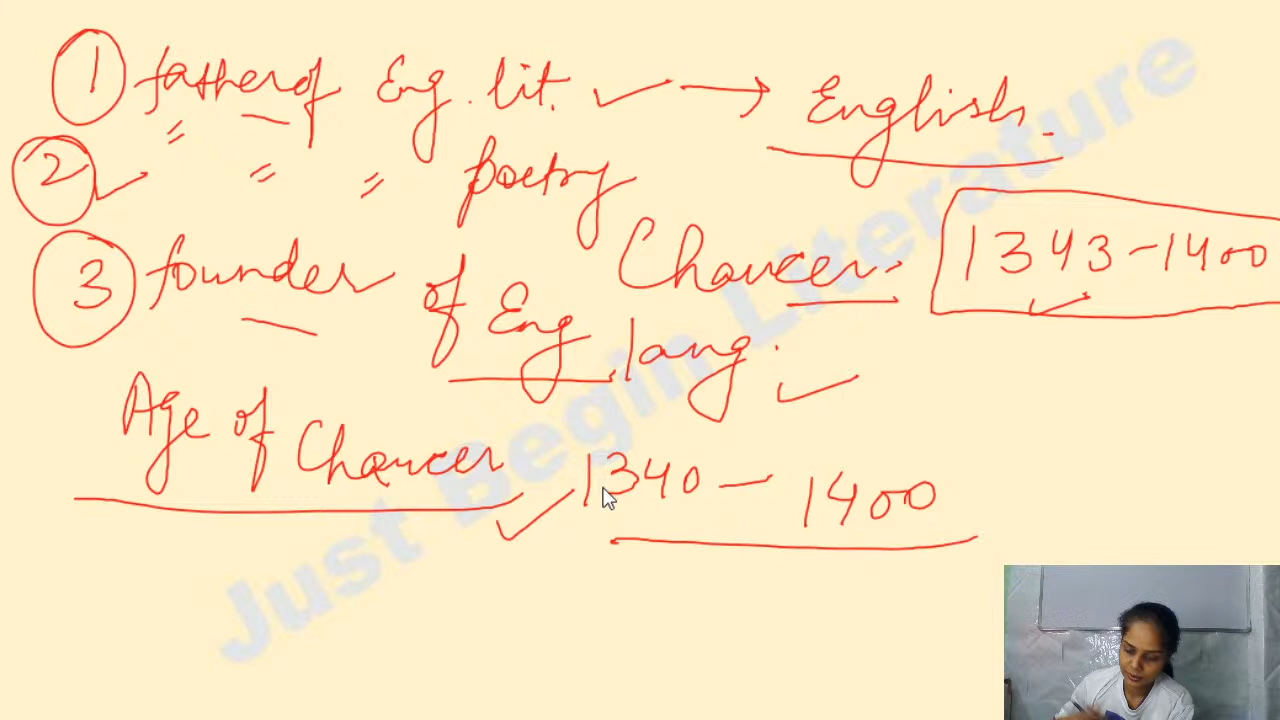 1 father of Eng. lit. → English.
2 〃 〃 〃 poetry
Chaucer. 1343-1400
3 founder of Eng lang.
Age of Chaucer 1340-1400
Just Begin Literature